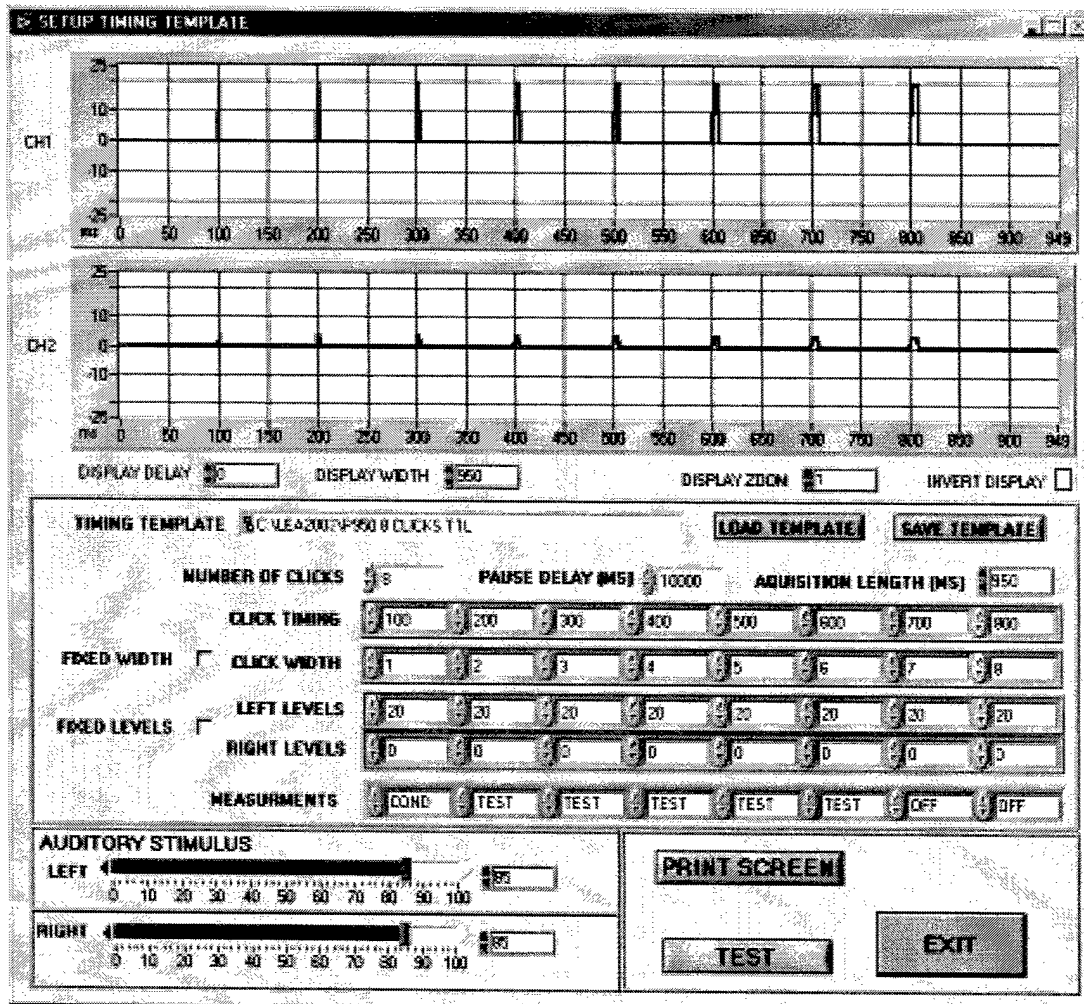 SETUP TIMING TEMPLATE
25
10
0
-10
-25
CH1
ms 0 50 100 150 200 250 300 350 400 450 500 550 600 650 700 750 800 850 900 949
25
10
0
-10
-25
CH2
ms 0 50 100 150 200 250 300 350 400 450 500 550 600 650 700 750 800 850 900 949
DISPLAY DELAY 0 DISPLAY WIDTH 950 DISPLAY ZOOM 1 INVERT DISPLAY
TIMING TEMPLATE LOAD TEMPLATE SAVE TEMPLATE
NUMBER OF CLICKS 8 PAUSE DELAY (MS) 10000 AQUISITION LENGTH (MS) 950
CLICK TIMING 100 200 300 400 500 600 700 800
FIXED WIDTH CLICK WIDTH 1 2 3 4 5 6 7 8
LEFT LEVELS 20 20 20 20 20 20 20 20
FIXED LEVELS
RIGHT LEVELS 0 0 0 0 0 0 0 0
MEASURMENTS COND TEST TEST TEST TEST TEST OFF OFF
AUDITORY STIMULUS
LEFT 85
0 10 20 30 40 50 60 70 80 90 100
RIGHT 85
0 10 20 30 40 50 60 70 80 90 100
PRINT SCREEN
TEST
EXIT